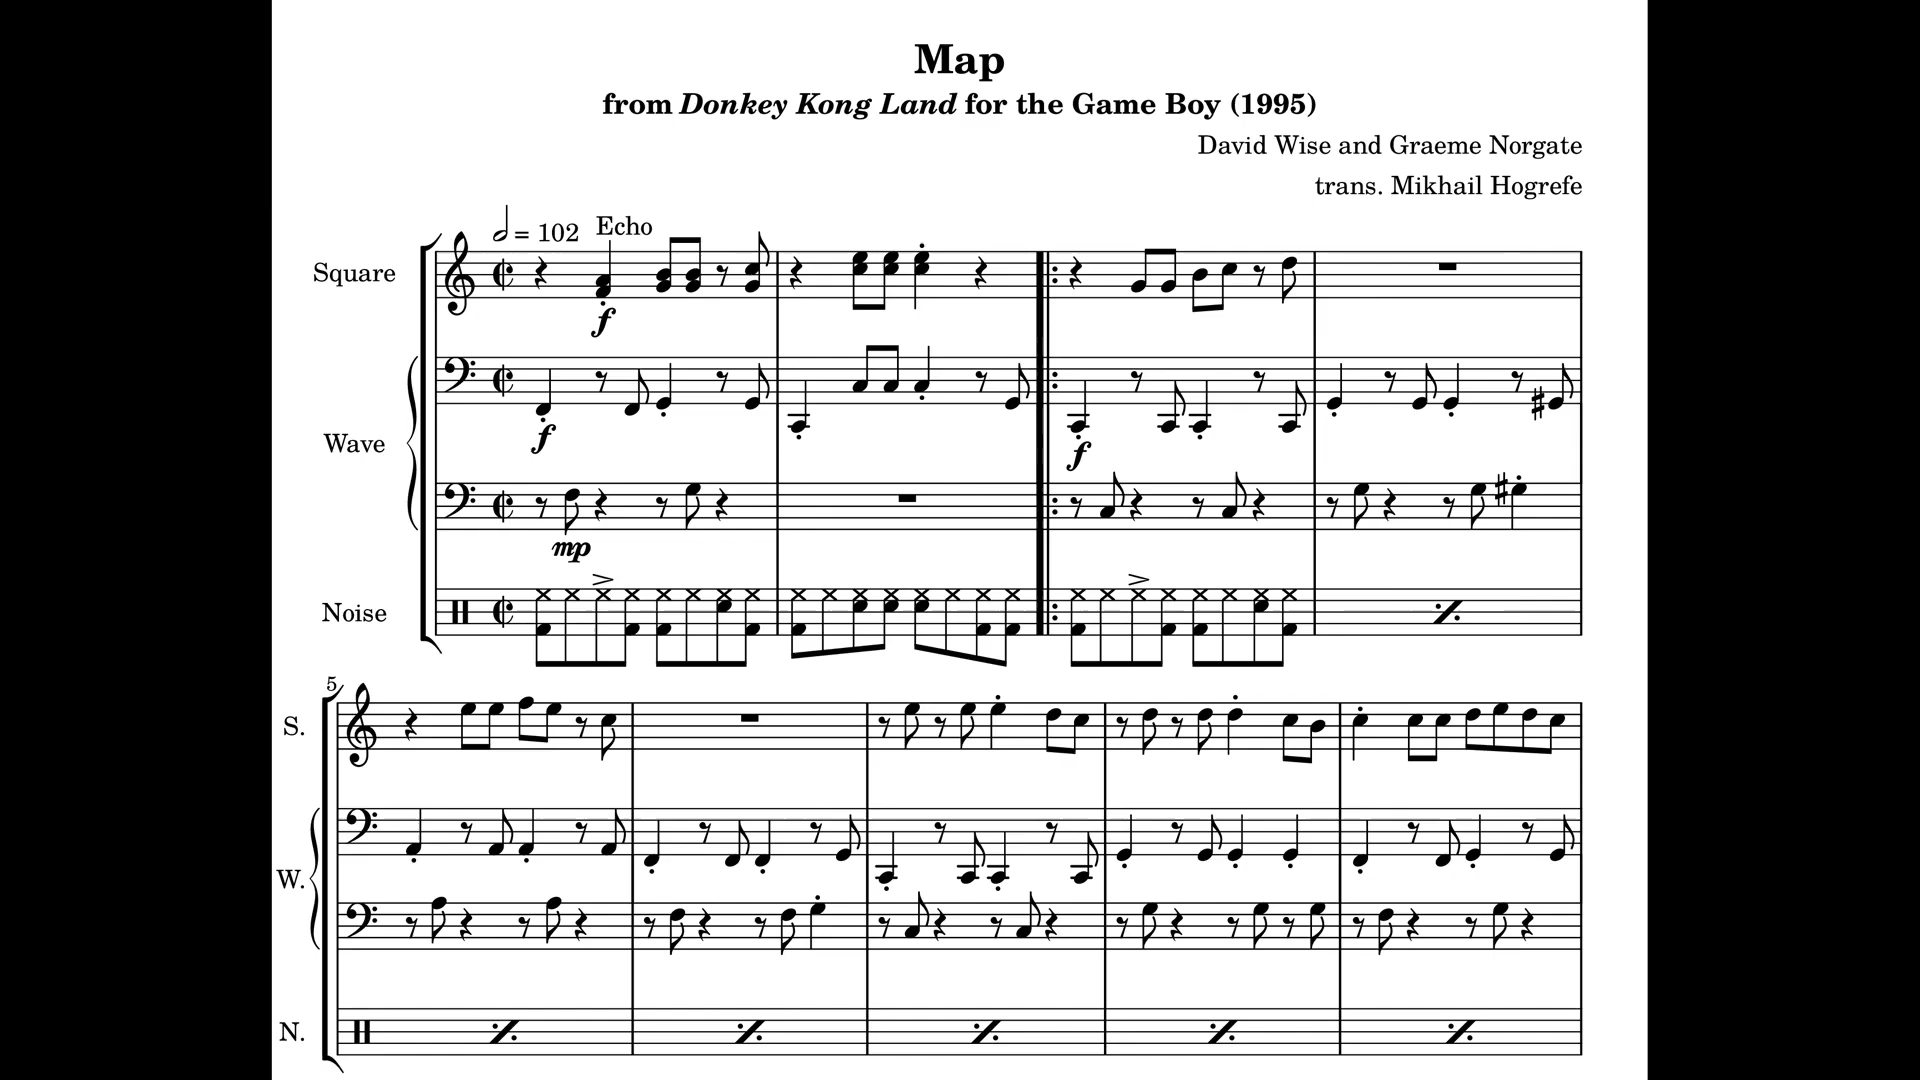 Map
from Donkey Kong Land for the Game Boy (1995)
David Wise and Graeme Norgate
trans. Mikhail Hogrefe
= 102
Echo
Square
f
f
f
Wave
mp
Noise
5
S.
W.
N.